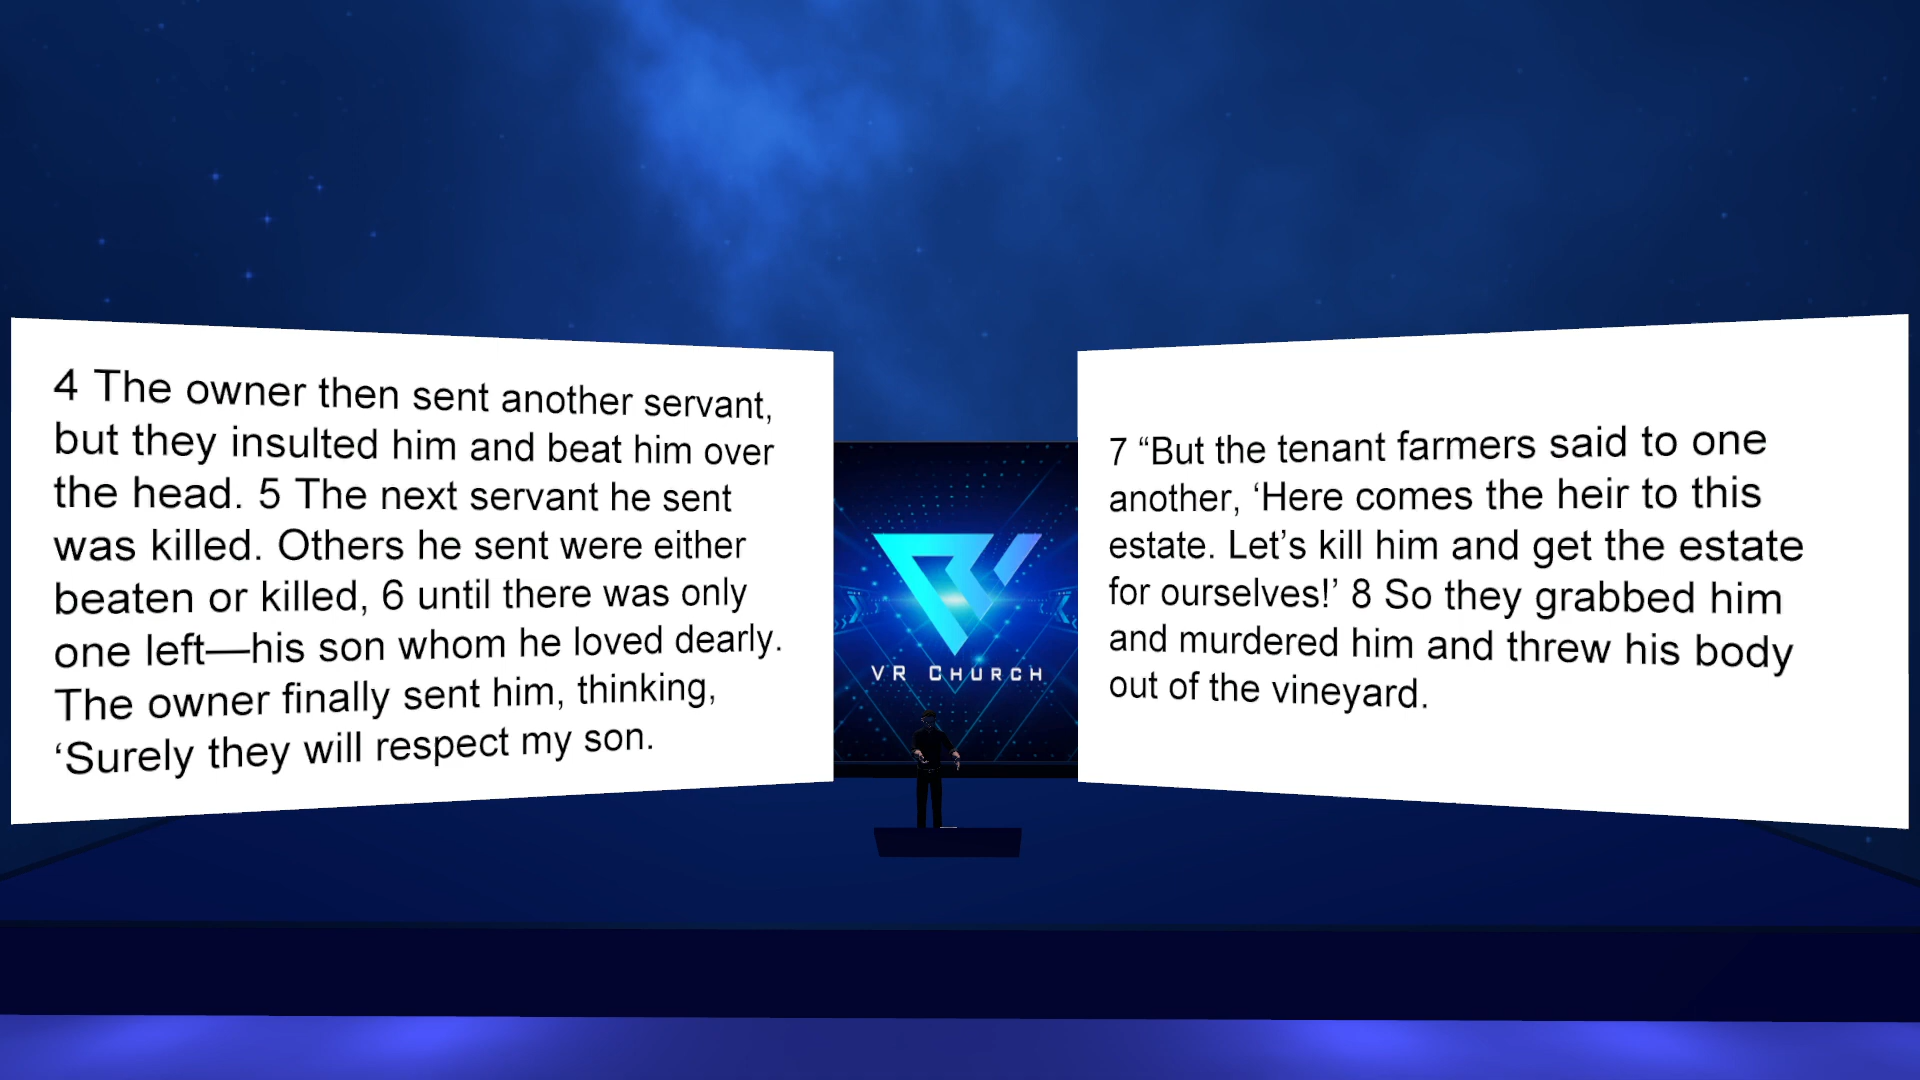 4 The owner then sent another servant,
but they insulted him and beat him over
the head. 5 The next servant he sent
was killed. Others he sent were either
beaten or killed, 6 until there was only
one left—his son whom he loved dearly.
The owner finally sent him, thinking,
‘Surely they will respect my son.
VR CHURCH
7 “But the tenant farmers said to one
another, ‘Here comes the heir to this
estate. Let’s kill him and get the estate
for ourselves!’ 8 So they grabbed him
and murdered him and threw his body
out of the vineyard.